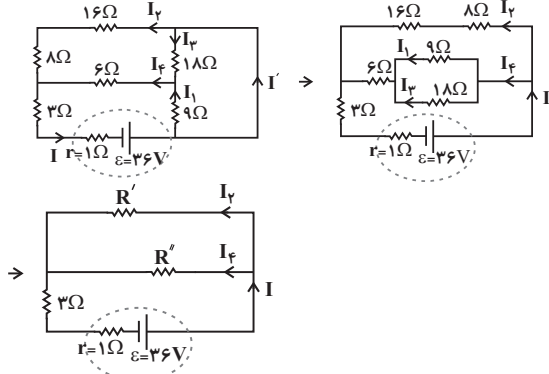 ۱۶Ω I۲
۸Ω I۳ ۱۸Ω
۶Ω I۴
I۱ ۹Ω
۳Ω I′
I r=۱Ω ε=۳۶V
۱۶Ω ۸Ω I۲
I۱ ۹Ω
۶Ω I۳ ۱۸Ω I۴
۳Ω I
r=۱Ω ε=۳۶V
R′ I۲
R″ I۴
۳Ω I
r=۱Ω ε=۳۶V